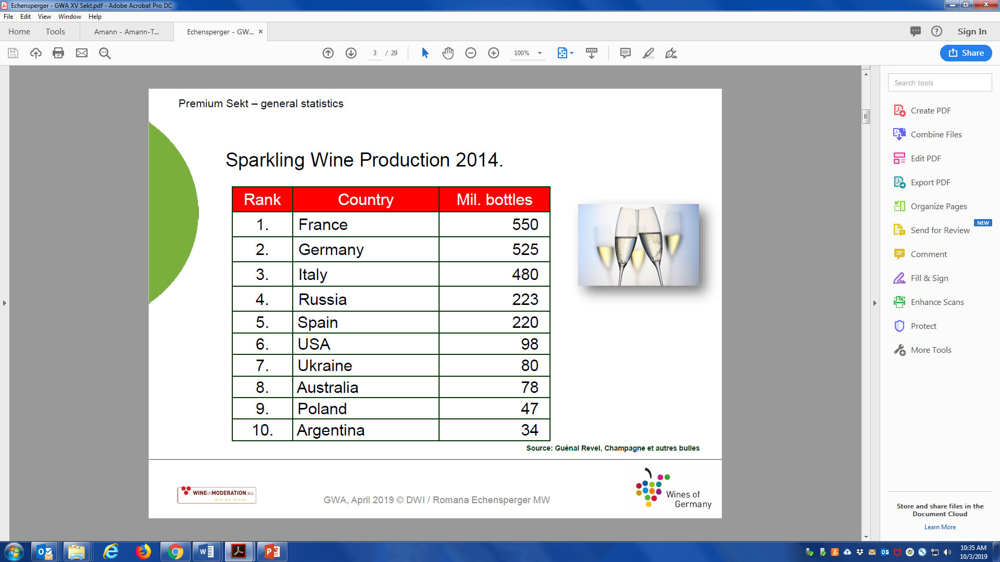 Echensperger - GWA XV Sekt.pdf - Adobe Acrobat Pro DC
File Edit View Window Help
Home Tools Amann - Amann-T... Echensperger - GW... × Sign In
3 / 29 100% Share
Search tools
Create PDF
Combine Files
Edit PDF
Export PDF
Organize Pages
Send for Review NEW
Comment
Fill & Sign
Enhance Scans
Protect
More Tools
Store and share files in the
Document Cloud
Learn More
Premium Sekt – general statistics
Sparkling Wine Production 2014.
Rank Country Mil. bottles
1. France 550
2. Germany 525
3. Italy 480
4. Russia 223
5. Spain 220
6. USA 98
7. Ukraine 80
8. Australia 78
9. Poland 47
10. Argentina 34
Source: Guénal Revel, Champagne et autres bulles
WINEinMODERATION.eu
Art de Vivre
GWA, April 2019 © DWI / Romana Echensperger MW
Wines of
Germany
10:35 AM
10/3/2019